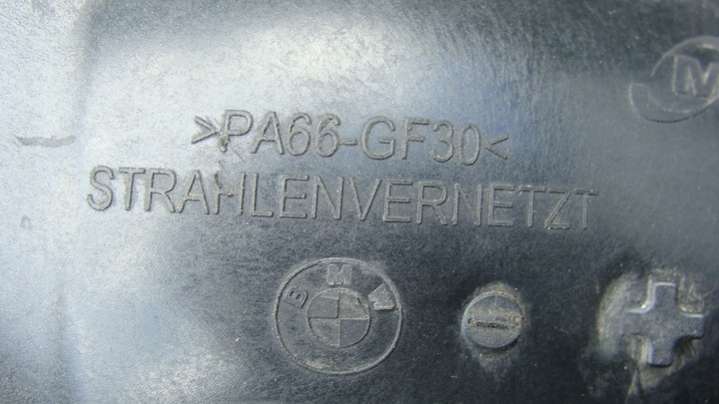 M
>PA66-GF30<
STRAHLENVERNETZT
BMW